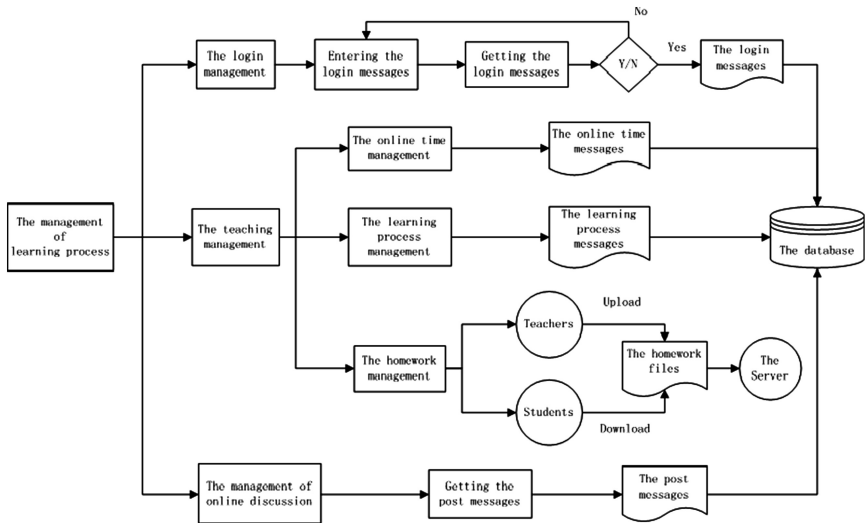 No
The login
management
Entering the
login messages
Getting the
login messages
Y/N
Yes
The login
messages
The online time
management
The online time
messages
The management
of
learning process
The teaching
management
The learning
process management
The learning
process messages
The database
The homework
management
Teachers
Upload
Students
Download
The homework
files
The
Server
The management of
online discussion
Getting the
post messages
The post
messages